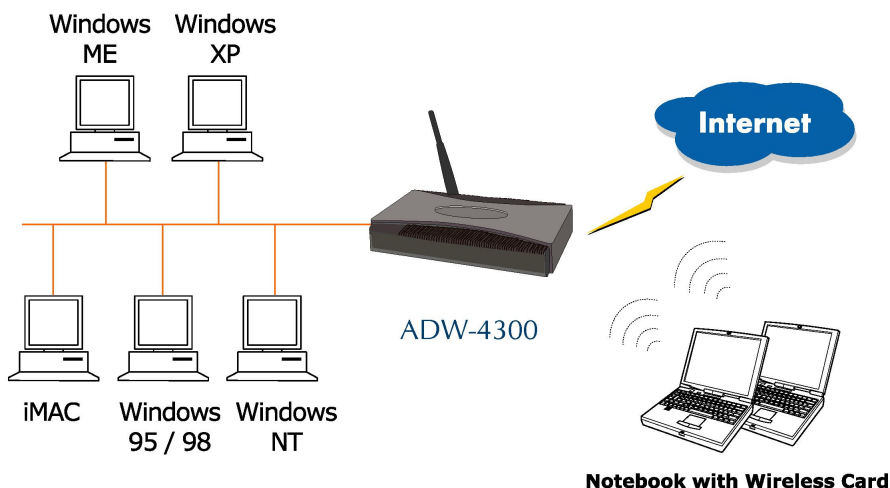 Windows
ME
Windows
XP
Internet
ADW-4300
iMAC
Windows
95 / 98
Windows
NT
Notebook with Wireless Card